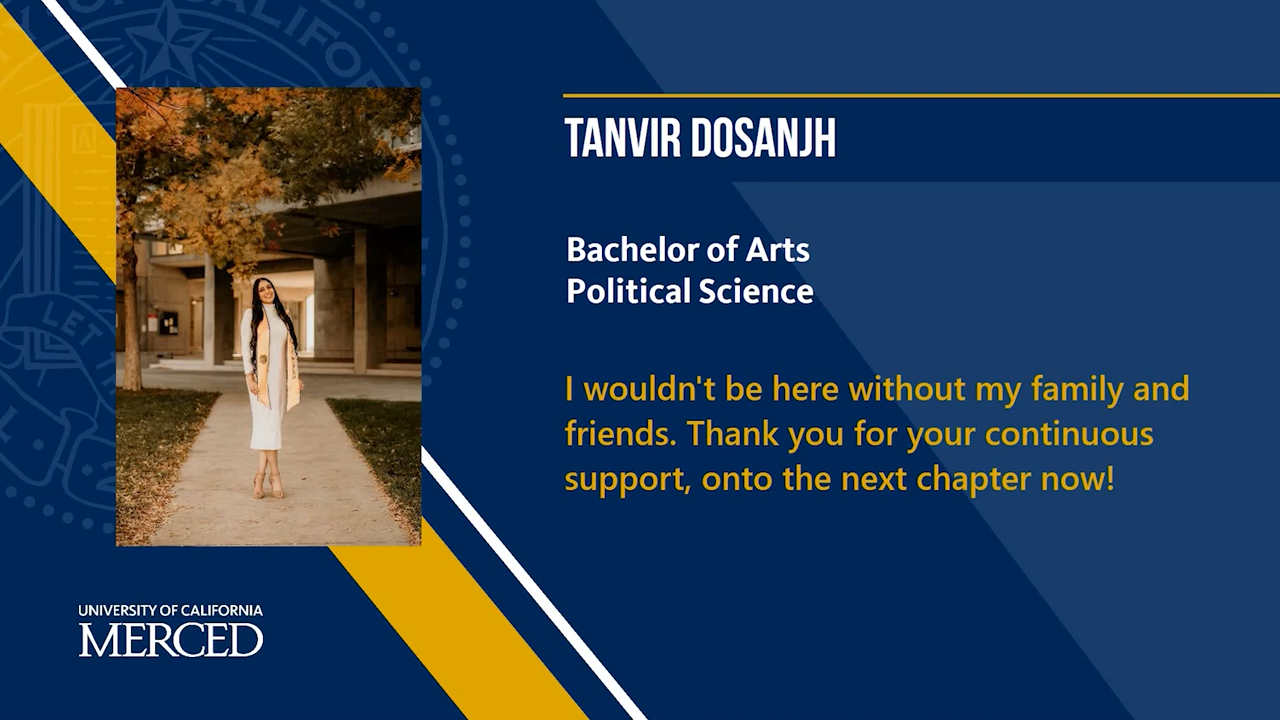 TANVIR DOSANJH
Bachelor of Arts
Political Science
I wouldn't be here without my family and
friends. Thank you for your continuous
support, onto the next chapter now!
UNIVERSITY OF CALIFORNIA
MERCED
LET